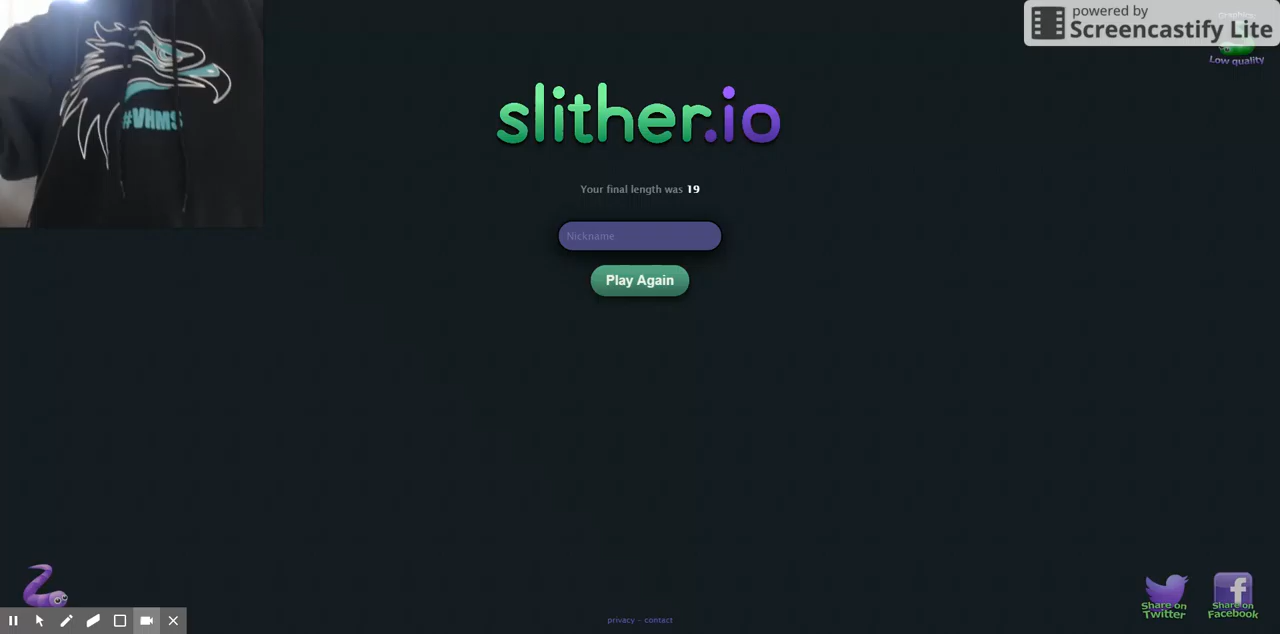 powered by
Screencastify Lite
Graphics:
Low quality
#VHMS
slither.io
Your final length was 19
Nickname
Play Again
Share on
Twitter
Share on
Facebook
privacy - contact